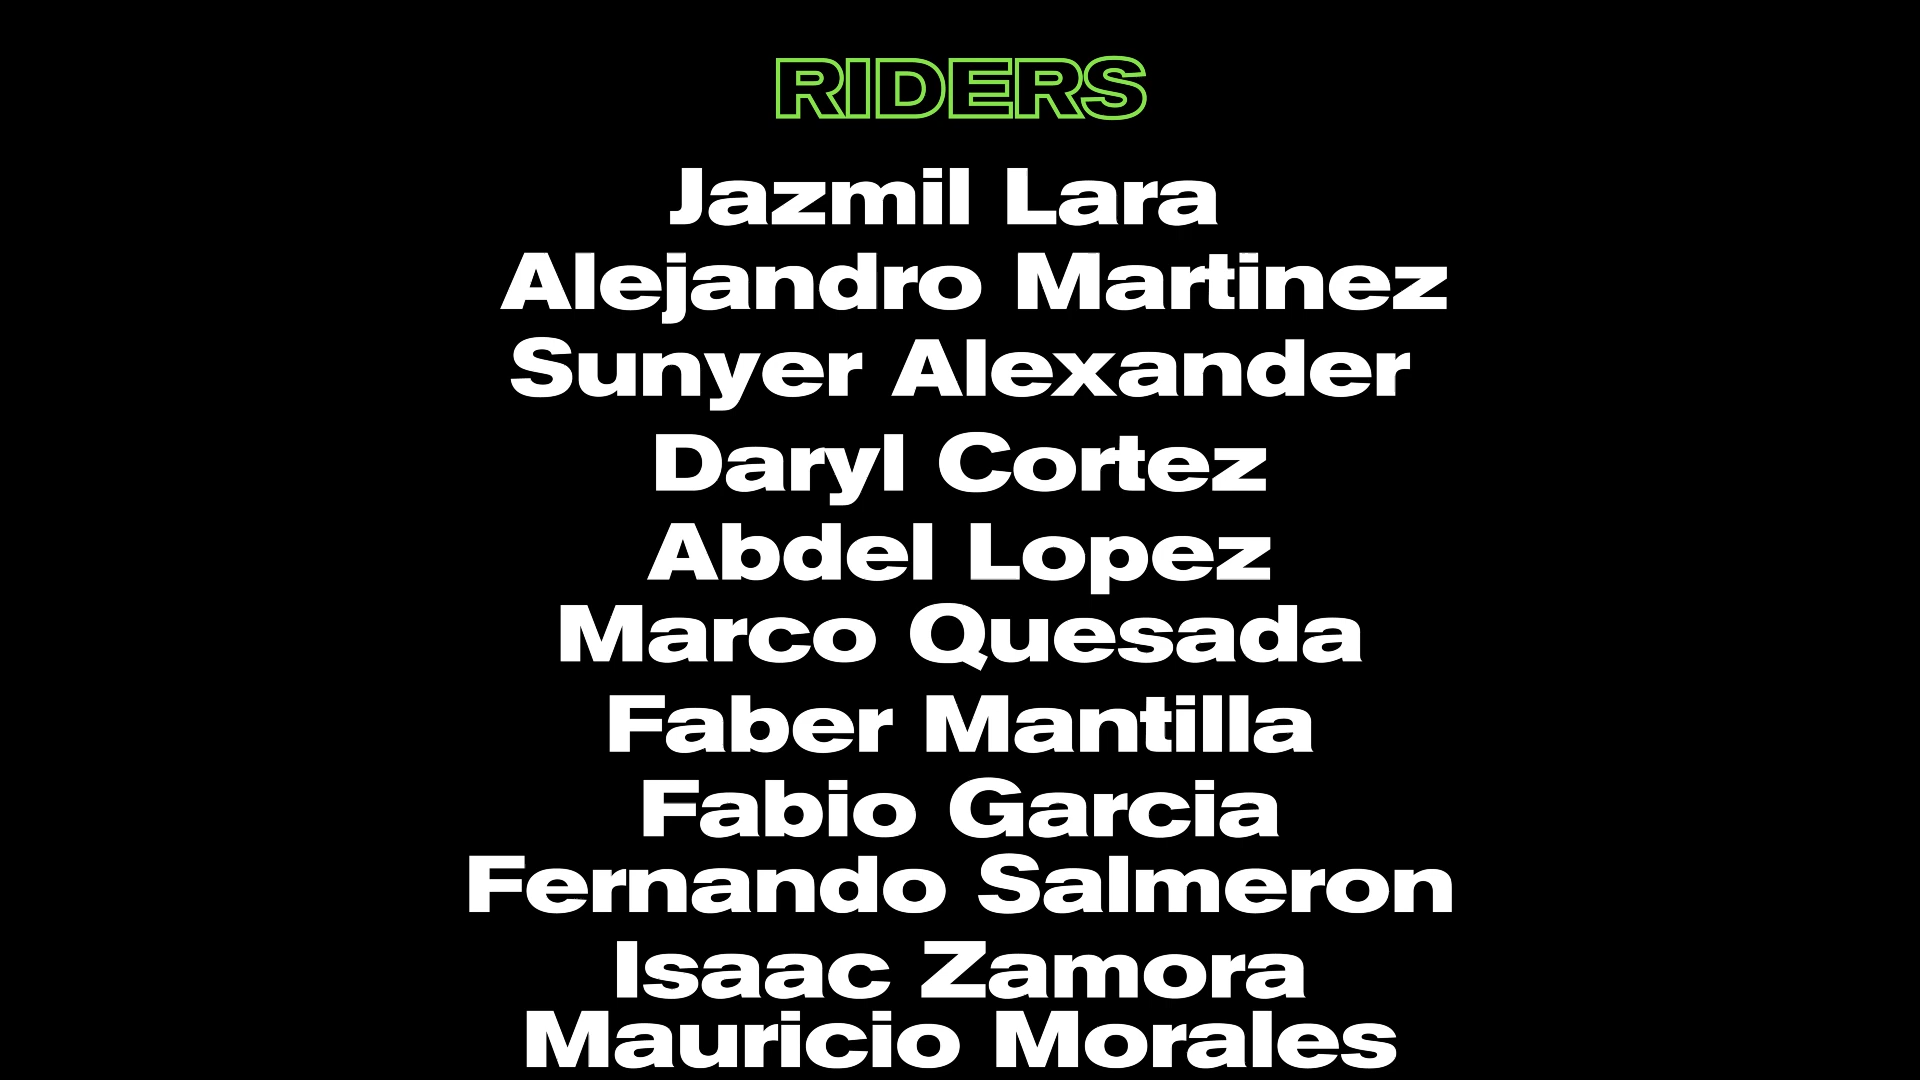 RIDERS
Jazmil Lara
Alejandro Martinez
Sunyer Alexander
Daryl Cortez
Abdel Lopez
Marco Quesada
Faber Mantilla
Fabio Garcia
Fernando Salmeron
Isaac Zamora
Mauricio Morales